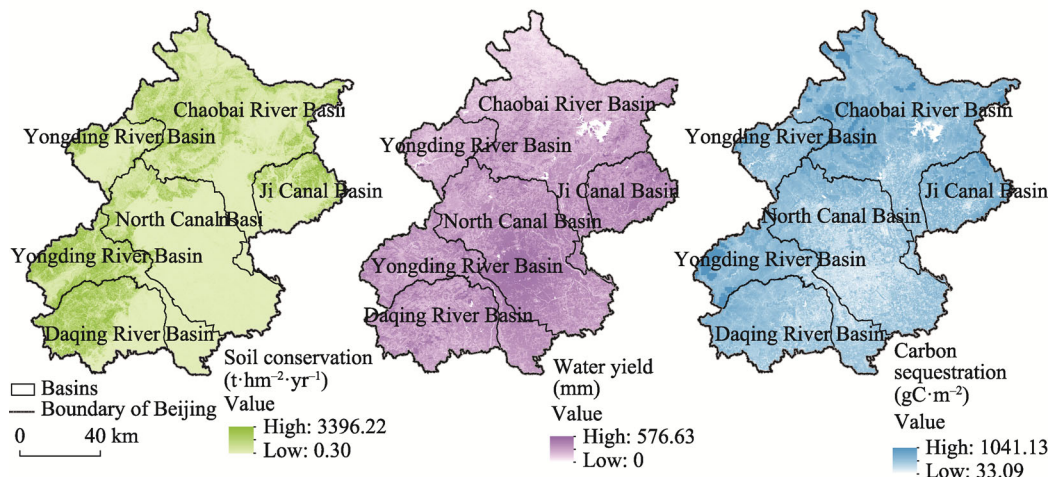 Chaobai River Basin
Yongding River Basin
Ji Canal Basin
North Canal Basi
Yongding River Basin
Daqing River Basin
Soil conservation
(t·hm⁻²·yr⁻¹)
Basins
Boundary of Beijing
Value
High: 3396.22
Low: 0.30
0 40 km
Chaobai River Basin
Yongding River Basin
Ji Canal Basin
North Canal Basin
Yongding River Basin
Daqing River Basin
Water yield
(mm)
Value
High: 576.63
Low: 0
Chaobai River Basin
Yongding River Basin
Ji Canal Basin
North Canal Basin
Yongding River Basin
Daqing River Basin
Carbon
sequestration
(gC·m⁻²)
Value
High: 1041.13
Low: 33.09